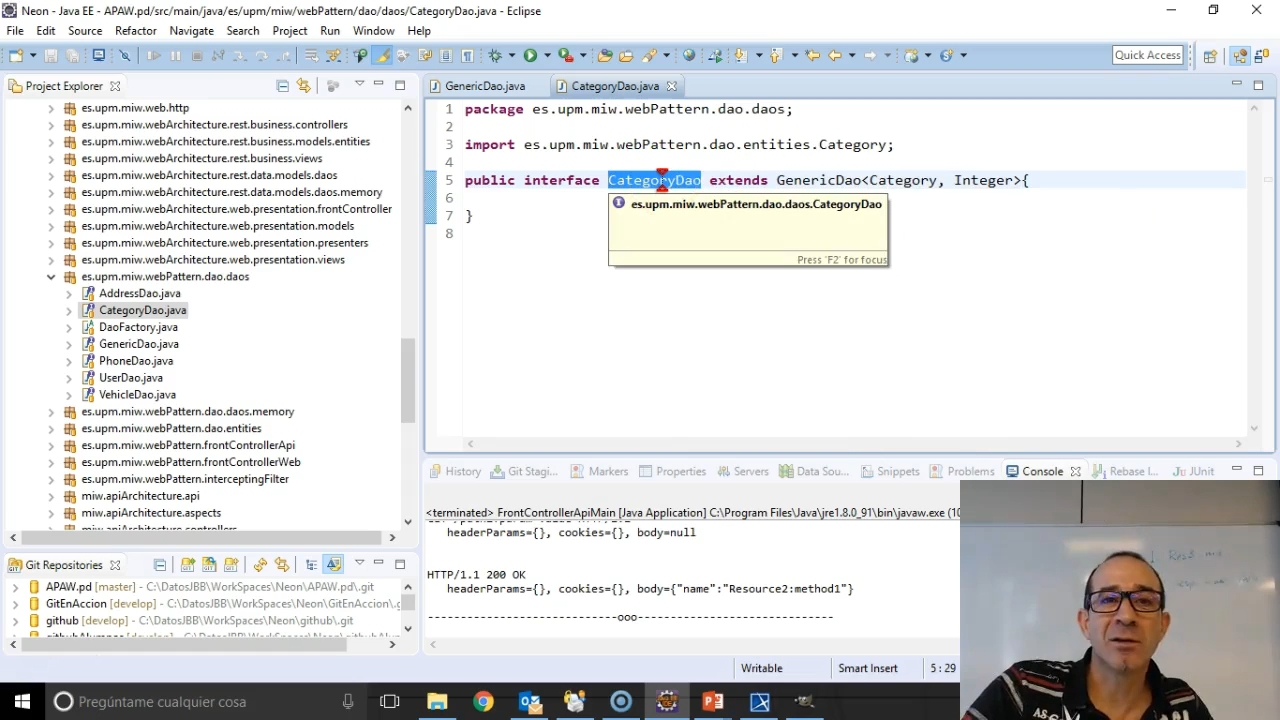 Neon - Java EE - APAW.pd/src/main/java/es/upm/miw/webPattern/dao/daos/CategoryDao.java - Eclipse
File Edit Source Refactor Navigate Search Project Run Window Help
Quick Access
Project Explorer
es.upm.miw.web.http
es.upm.miw.webArchitecture.rest.business.controllers
es.upm.miw.webArchitecture.rest.business.models.entities
es.upm.miw.webArchitecture.rest.business.views
es.upm.miw.webArchitecture.rest.data.models.daos
es.upm.miw.webArchitecture.rest.data.models.daos.memory
es.upm.miw.webArchitecture.web.presentation.frontController
es.upm.miw.webArchitecture.web.presentation.models
es.upm.miw.webArchitecture.web.presentation.presenters
es.upm.miw.webArchitecture.web.presentation.views
es.upm.miw.webPattern.dao.daos
AddressDao.java
CategoryDao.java
DaoFactory.java
GenericDao.java
PhoneDao.java
UserDao.java
VehicleDao.java
es.upm.miw.webPattern.dao.daos.memory
es.upm.miw.webPattern.dao.entities
es.upm.miw.webPattern.frontControllerApi
es.upm.miw.webPattern.frontControllerWeb
es.upm.miw.webPattern.interceptingFilter
miw.apiArchitecture.api
miw.apiArchitecture.aspects
miw.apiArchitecture.controllers
Git Repositories
APAW.pd [master] - C:\DatosJBB\WorkSpaces\Neon\APAW.pd\.git
GitEnAccion [develop] - C:\DatosJBB\WorkSpaces\Neon\GitEnAccion\.g
github [develop] - C:\DatosJBB\WorkSpaces\Neon\github\.git
GenericDao.java CategoryDao.java
1 package es.upm.miw.webPattern.dao.daos;
2
3 import es.upm.miw.webPattern.dao.entities.Category;
4
5 public interface CategoryDao extends GenericDao<Category, Integer>{
6
7 }
8
es.upm.miw.webPattern.dao.daos.CategoryDao
Press 'F2' for focus
History Git Stagi... Markers Properties Servers Data Sou... Snippets Problems Console Rebase I... JUnit
<terminated> FrontControllerApiMain [Java Application] C:\Program Files\Java\jre1.8.0_91\bin\javaw.exe (10
headerParams={}, cookies={}, body=null
HTTP/1.1 200 OK
headerParams={}, cookies={}, body={"name":"Resource2:method1"}
-----------------------------ooo-----------------------------
Writable Smart Insert 5:29
Pregúntame cualquier cosa